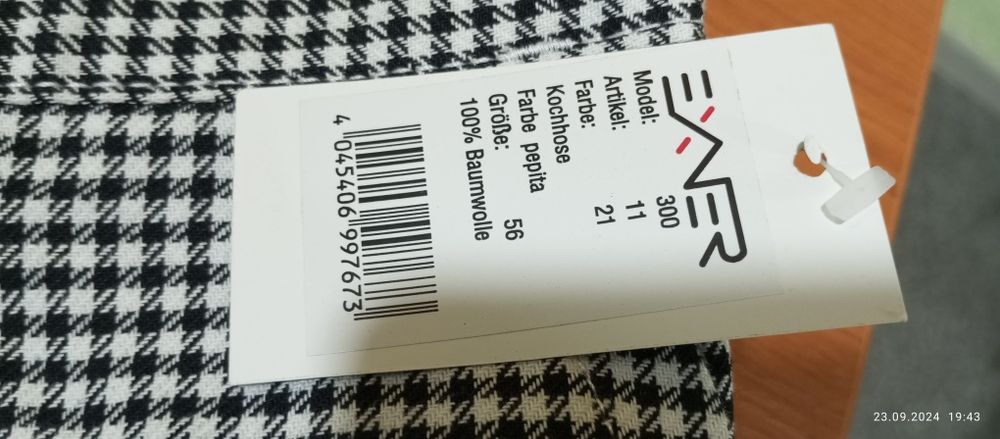 EXNER
Model: 300
Artikel: 11
Farbe: 21
Kochhose
Farbe pepita
Größe: 56
100% Baumwolle
4 045406 997673
23.09.2024 19:43